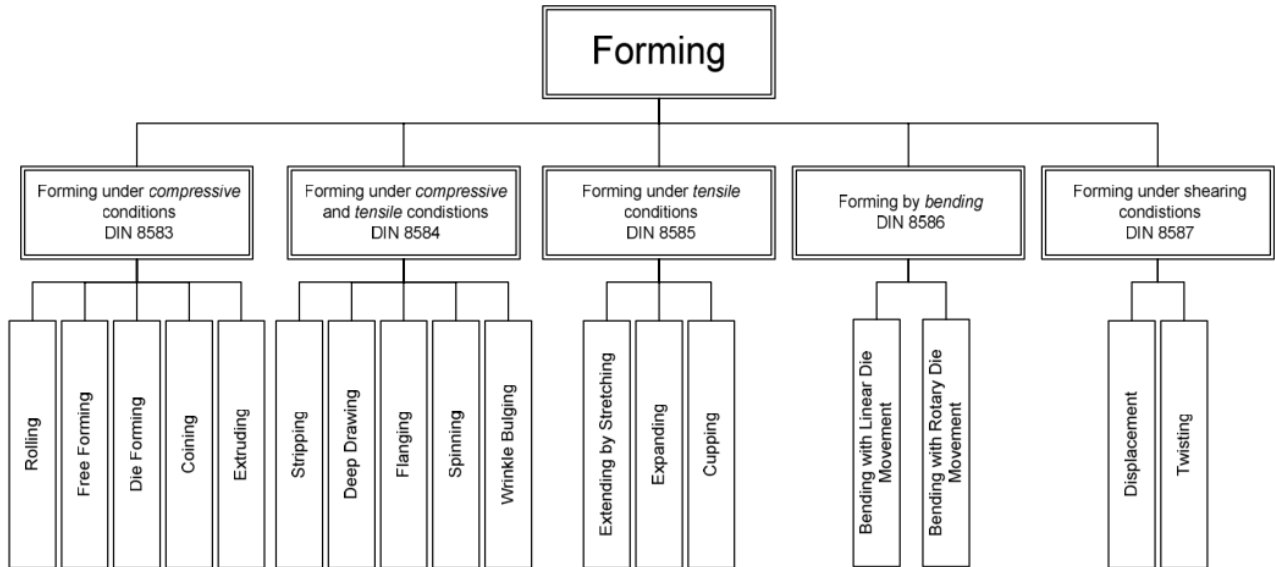 Forming
Forming under compressive
conditions
DIN 8583
Forming under compressive
and tensile condistions
DIN 8584
Forming under tensile
conditions
DIN 8585
Forming by bending
DIN 8586
Forming under shearing
condistions
DIN 8587
Rolling
Free Forming
Die Forming
Coining
Extruding
Stripping
Deep Drawing
Flanging
Spinning
Wrinkle Bulging
Extending by Stretching
Expanding
Cupping
Bending with Linear Die
Movement
Bending with Rotary Die
Movement
Displacement
Twisting